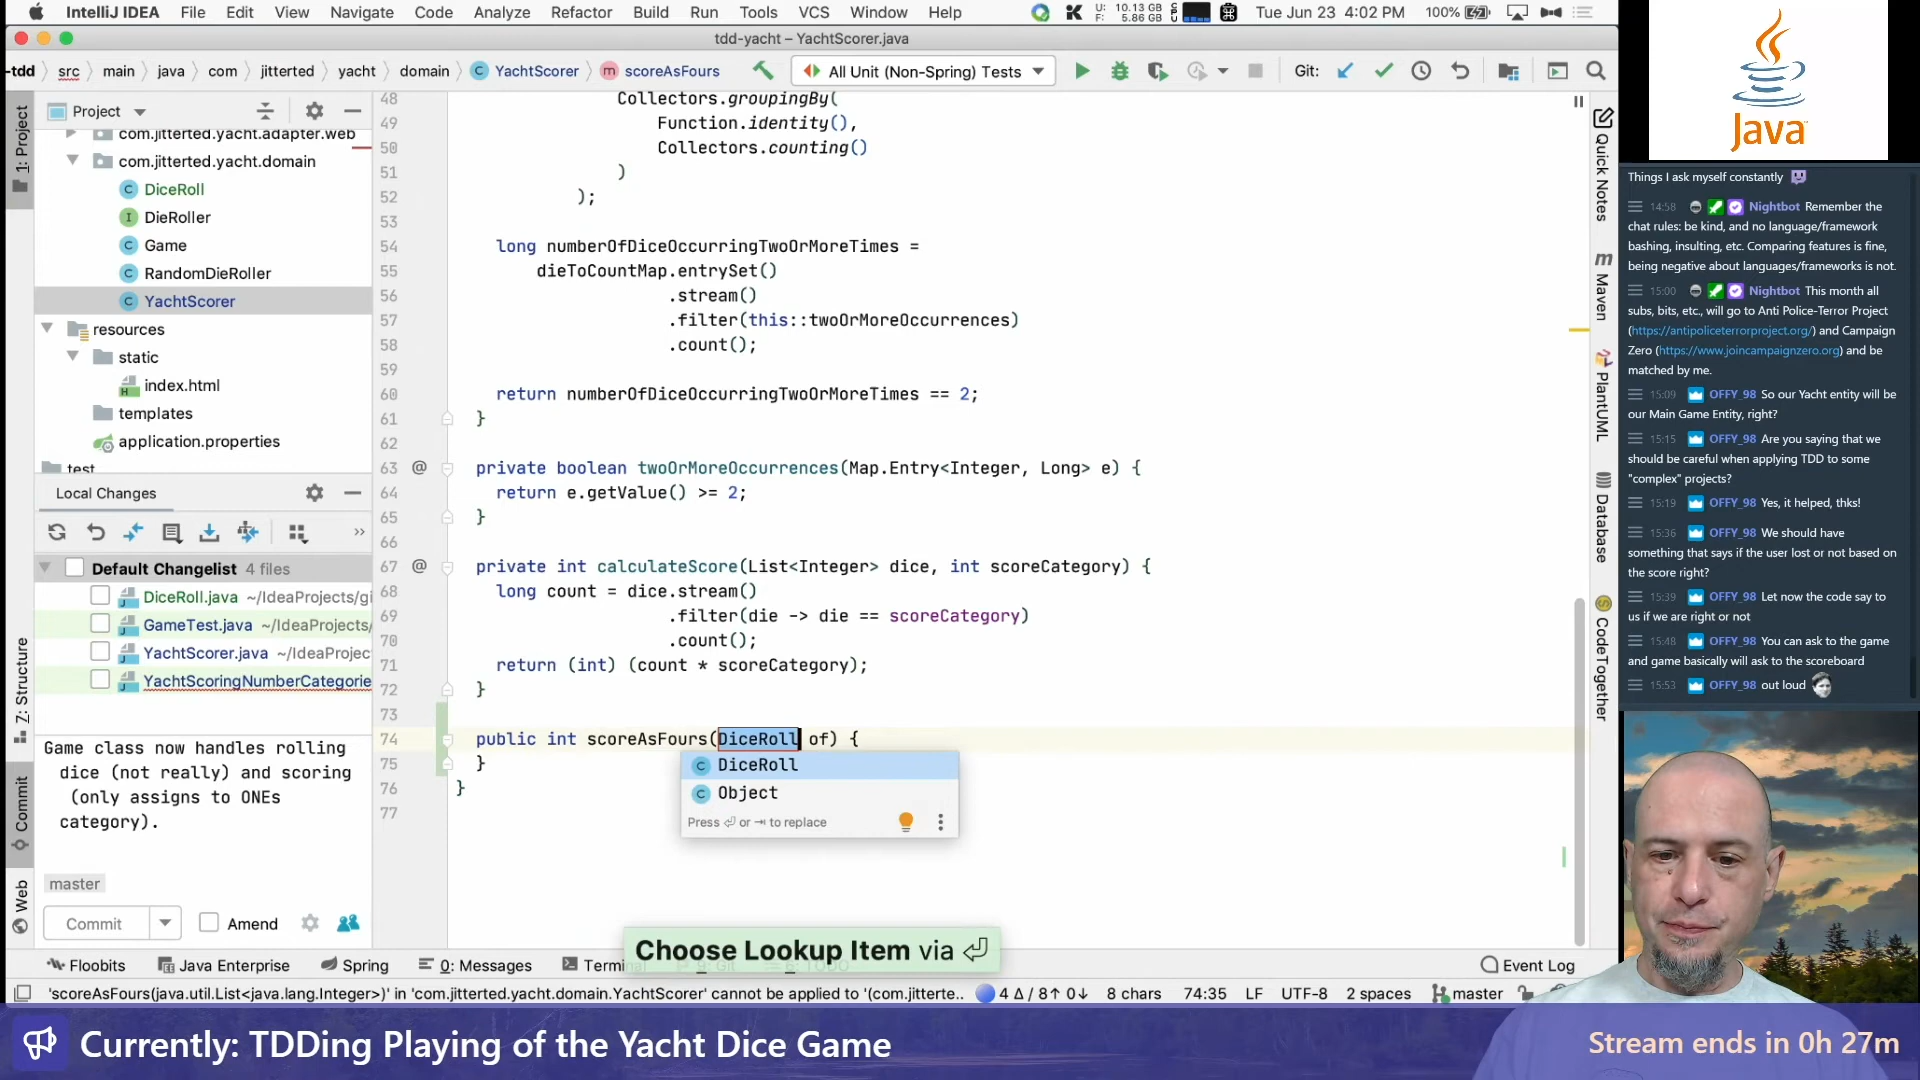 IntelliJ IDEA File Edit View Navigate Code Analyze Refactor Build Run Tools VCS Window Help U: 10.13 GB F: 5.86 GB Tue Jun 23 4:02 PM 100%
tdd-yacht – YachtScorer.java
-tdd src main java com jitterted yacht domain YachtScorer scoreAsFours All Unit (Non-Spring) Tests Git:
1: Project
Project
com.jitterted.yacht.adapter.web
com.jitterted.yacht.domain
DiceRoll
DieRoller
Game
RandomDieRoller
YachtScorer
resources
static
index.html
templates
application.properties
test
Local Changes
Default Changelist 4 files
DiceRoll.java ~/IdeaProjects/gi
GameTest.java ~/IdeaProjects/
YachtScorer.java ~/IdeaProjec
YachtScoringNumberCategorie
7: Structure
Commit
Web
Game class now handles rolling
dice (not really) and scoring
(only assigns to ONEs
category).
master
Commit Amend
48 Collectors.groupingBy(
49 Function.identity(),
50 Collectors.counting()
51 )
52 );
53
54 long numberOfDiceOccurringTwoOrMoreTimes =
55 dieToCountMap.entrySet()
56 .stream()
57 .filter(this::twoOrMoreOccurrences)
58 .count();
59
60 return numberOfDiceOccurringTwoOrMoreTimes == 2;
61 }
62
63 @ private boolean twoOrMoreOccurrences(Map.Entry<Integer, Long> e) {
64 return e.getValue() >= 2;
65 }
66
67 @ private int calculateScore(List<Integer> dice, int scoreCategory) {
68 long count = dice.stream()
69 .filter(die -> die == scoreCategory)
70 .count();
71 return (int) (count * scoreCategory);
72 }
73
74 public int scoreAsFours(DiceRoll of) {
75 }
76 }
77
DiceRoll
Object
Press ⏎ or ⇥ to replace
Choose Lookup Item via ⏎
Quick Notes
Maven
PlantUML
Database
CodeTogether
Floobits Java Enterprise Spring 0: Messages Termin Event Log
'scoreAsFours(java.util.List<java.lang.Integer>)' in 'com.jitterted.yacht.domain.YachtScorer' cannot be applied to '(com.jitterte.. 4 Δ / 8↑ 0↓ 8 chars 74:35 LF UTF-8 2 spaces master
Java
Things I ask myself constantly
14:58 Nightbot Remember the
chat rules: be kind, and no language/framework
bashing, insulting, etc. Comparing features is fine,
being negative about languages/frameworks is not.
15:00 Nightbot This month all
subs, bits, etc., will go to Anti Police-Terror Project
(https://antipoliceterrorproject.org/) and Campaign
Zero (https://www.joincampaignzero.org) and be
matched by me.
15:09 OFFY_98 So our Yacht entity will be
our Main Game Entity, right?
15:15 OFFY_98 Are you saying that we
should be careful when applying TDD to some
"complex" projects?
15:19 OFFY_98 Yes, it helped, thks!
15:36 OFFY_98 We should have
something that says if the user lost or not based on
the score right?
15:39 OFFY_98 Let now the code say to
us if we are right or not
15:48 OFFY_98 You can ask to the game
and game basically will ask to the scoreboard
15:53 OFFY_98 out loud
Currently: TDDing Playing of the Yacht Dice Game
Stream ends in 0h 27m